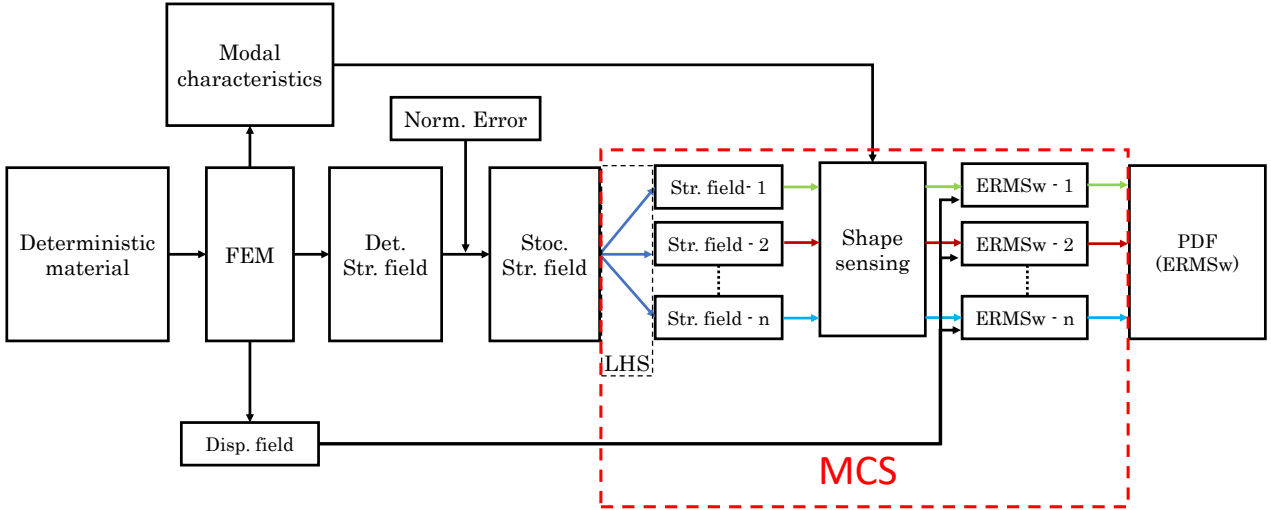 Modal
characteristics
Norm. Error
Deterministic
material
FEM
Det.
Str. field
Stoc.
Str. field
LHS
Str. field- 1
Str. field - 2
Str. field - n
Shape
sensing
ERMSw - 1
ERMSw - 2
ERMSw - n
PDF
(ERMSw)
Disp. field
MCS